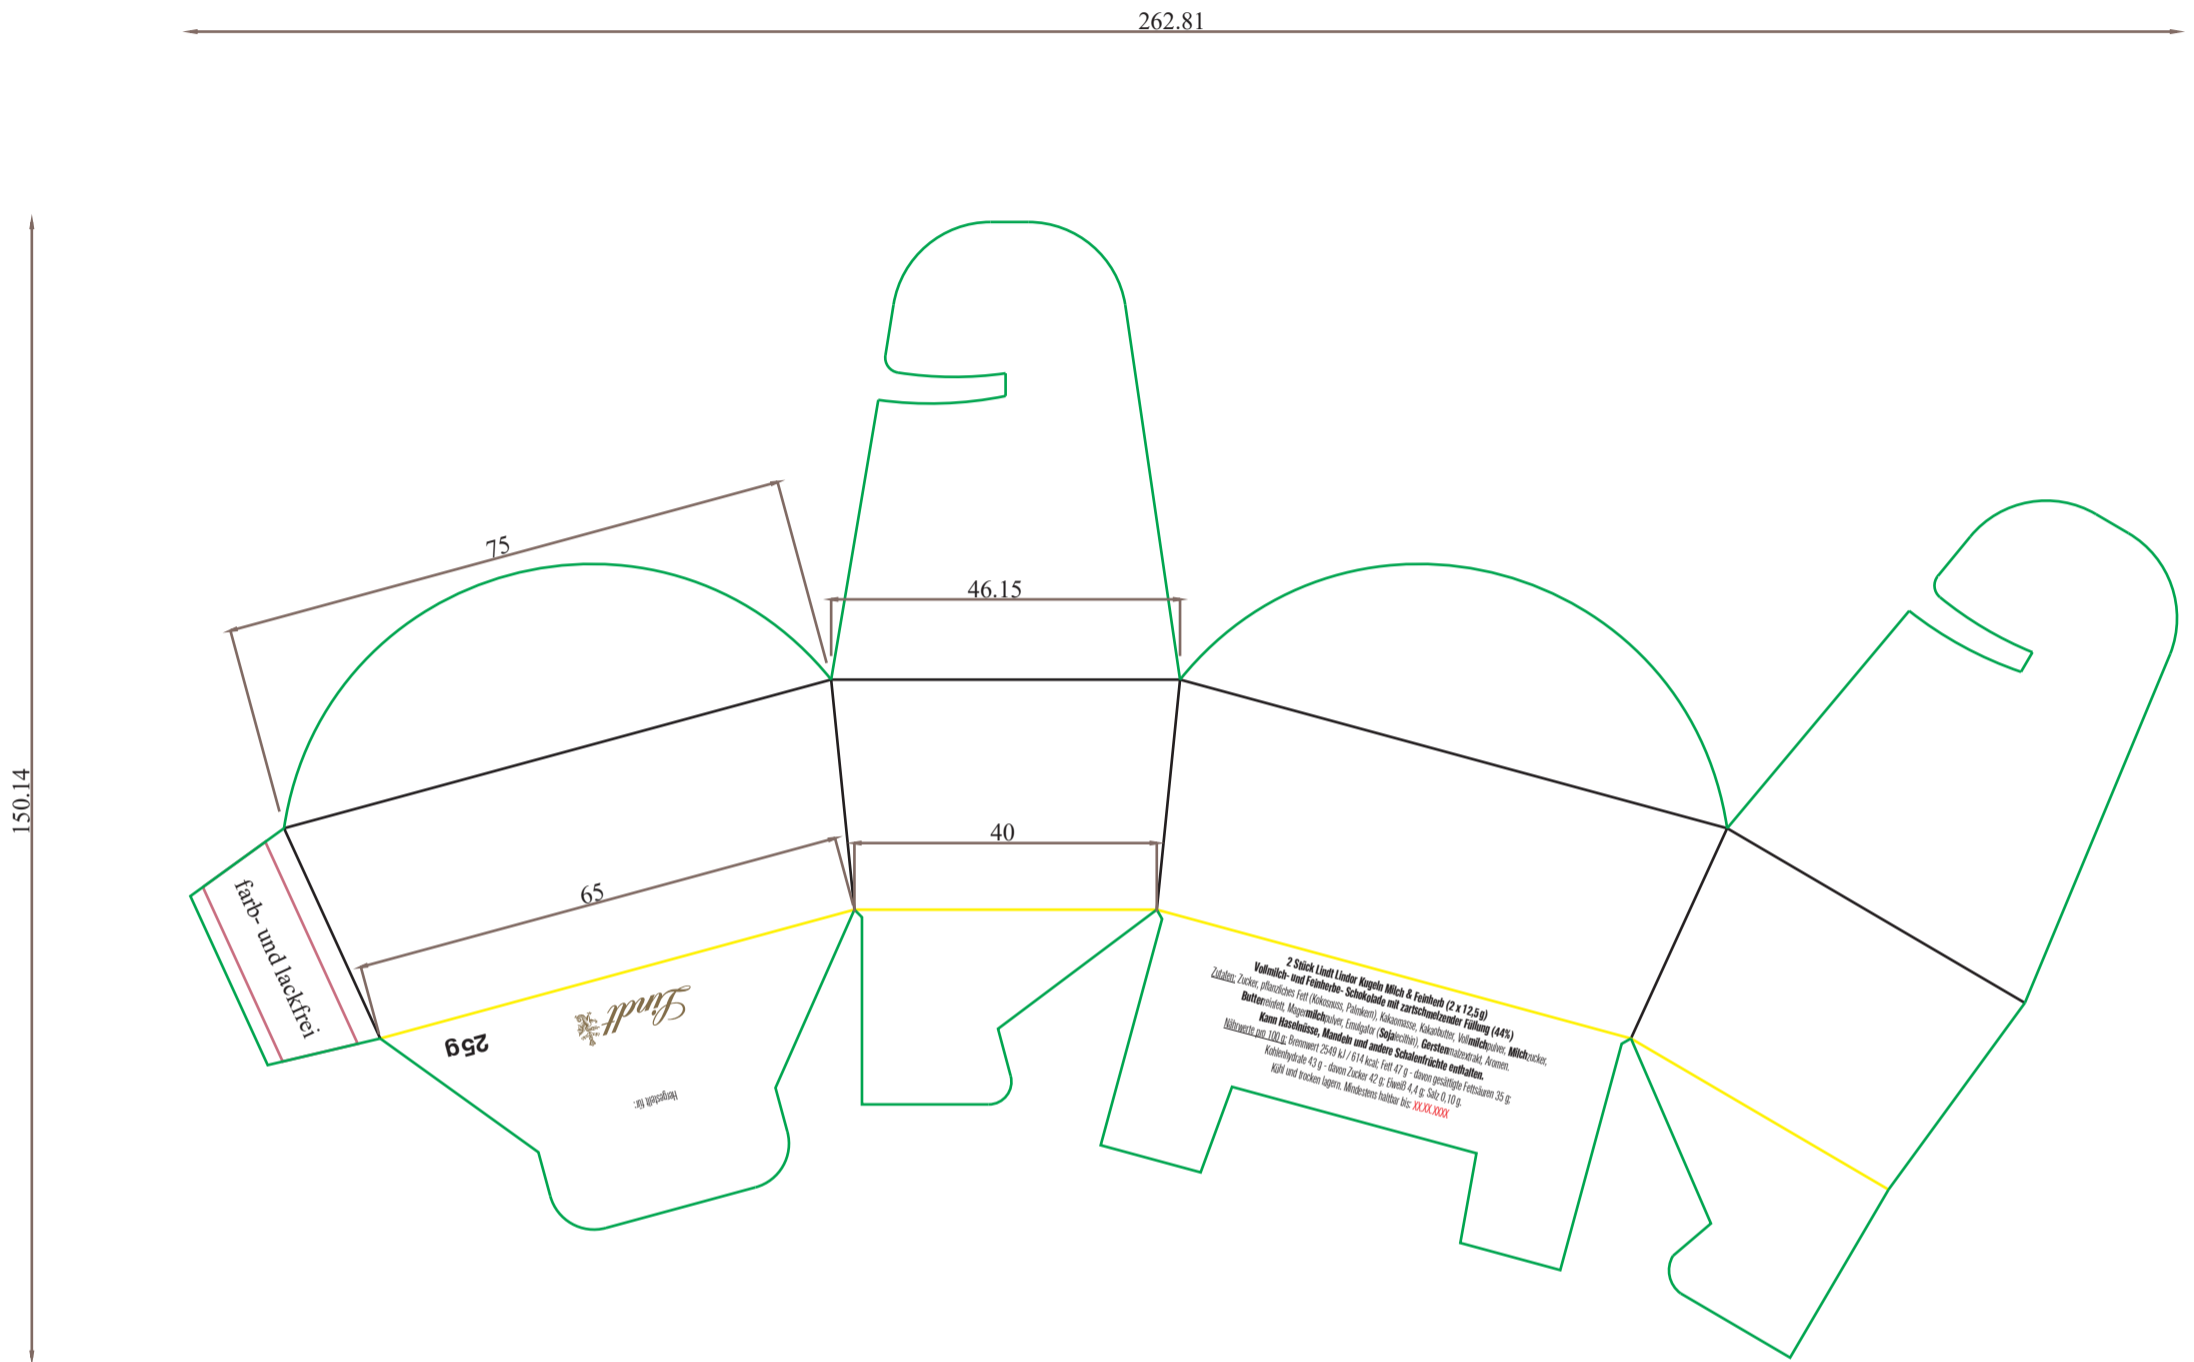 262.81
150.14
75
46.15
40
65
farb- und lackfrei
25g
Lindt
Hergestellt für:
2 Stück Lindt Lindor Kugeln Milch & Feinherb (2 x 12,5g)
Vollmilch- und Feinherbe- Schokolade mit zartschmelzender Füllung (44%)
Zutaten: Zucker, pflanzliches Fett (Kokosnuss, Palmkern), Kakaomasse, Kakaobutter, Vollmilchpulver, Milchzucker,
Butterreinfett, Magermilchpulver, Emulgator (Sojalecithin), Gerstenmalzextrakt, Aromen.
Kann Haselnüsse, Mandeln und andere Schalenfrüchte enthalten.
Nährwerte pro 100 g: Brennwert 2549 kJ / 614 kcal; Fett 47 g - davon gesättigte Fettsäuren 35 g;
Kohlenhydrate 43 g - davon Zucker 42 g; Eiweiß 4,4 g; Salz 0,10 g.
Kühl und trocken lagern. Mindestens haltbar bis: XX.XX.XXXX